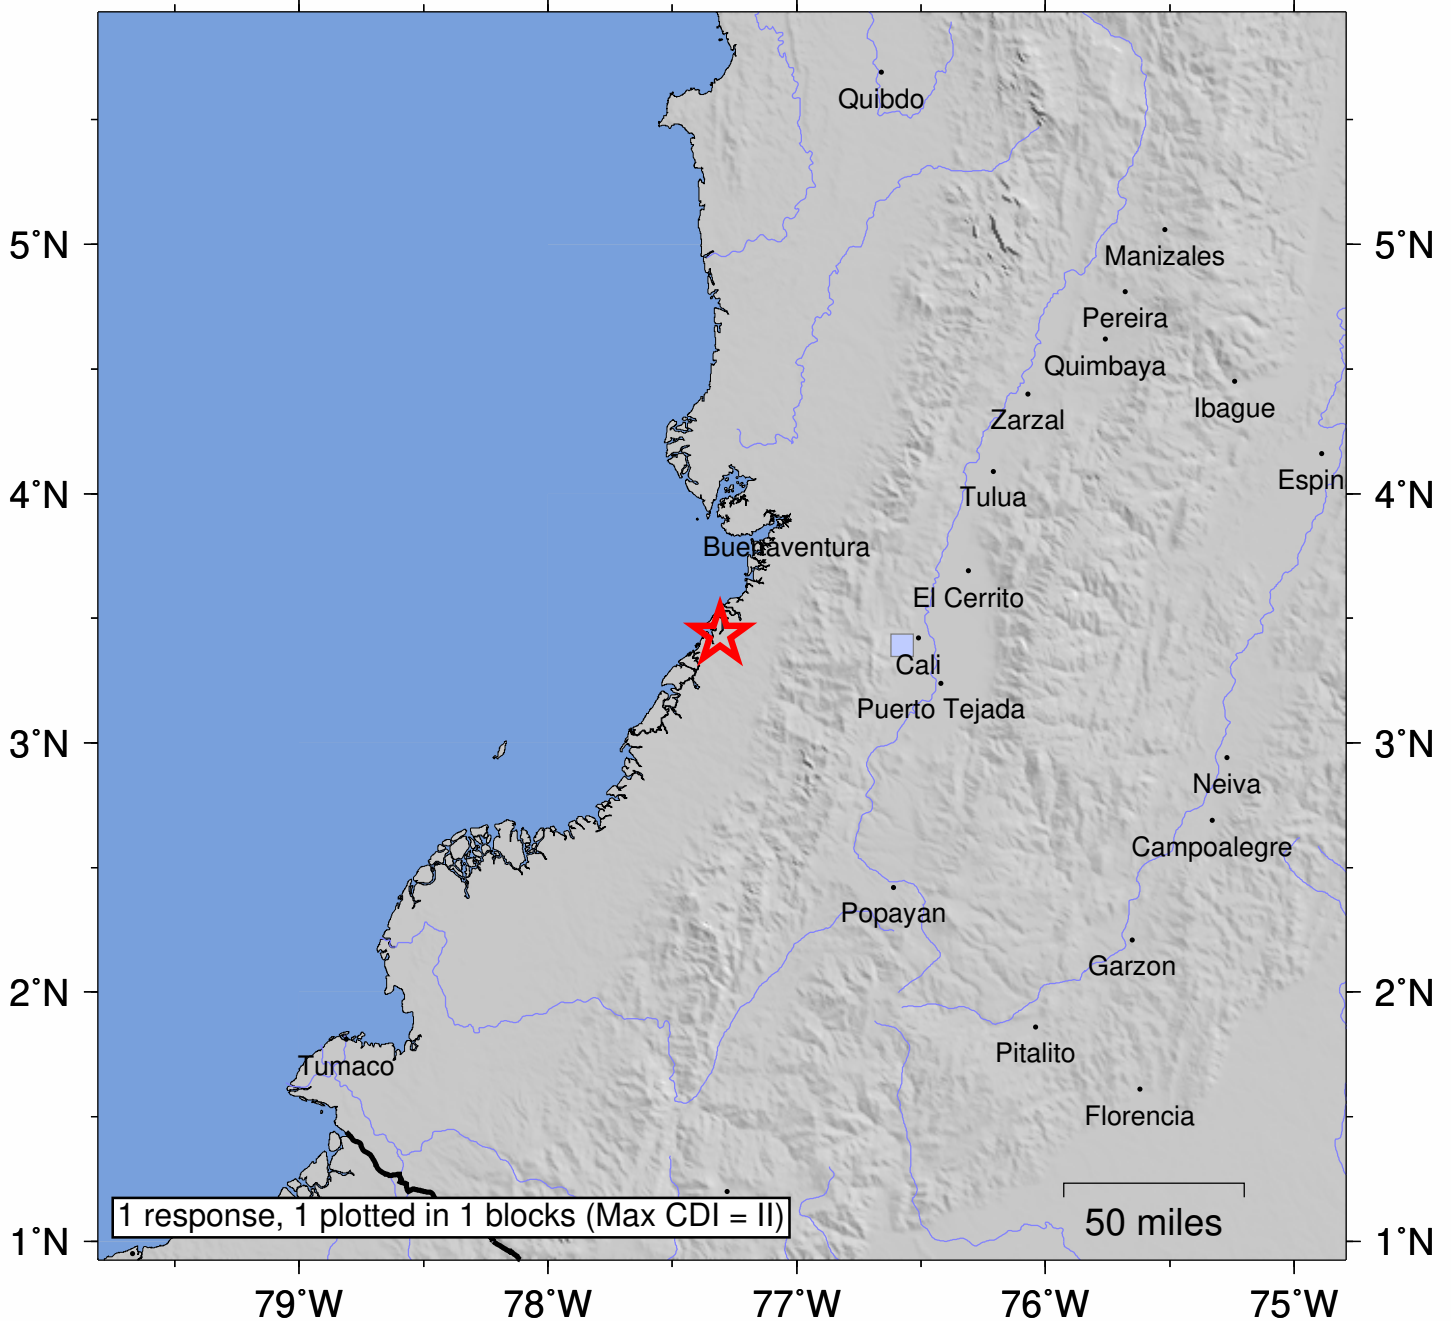 Quibdo
5°N
5°N
Manizales
Pereira
Quimbaya
Ibague
Zarzal
Espin
4°N
4°N
Tulua
Buenaventura
El Cerrito
Cali
Puerto Tejada
3°N
3°N
Neiva
Campoalegre
Popayan
Garzon
2°N
2°N
Pitalito
Tumaco
Florencia
1 response, 1 plotted in 1 blocks (Max CDI = II)
50 miles
1°N
1°N
79°W
78°W
77°W
76°W
75°W